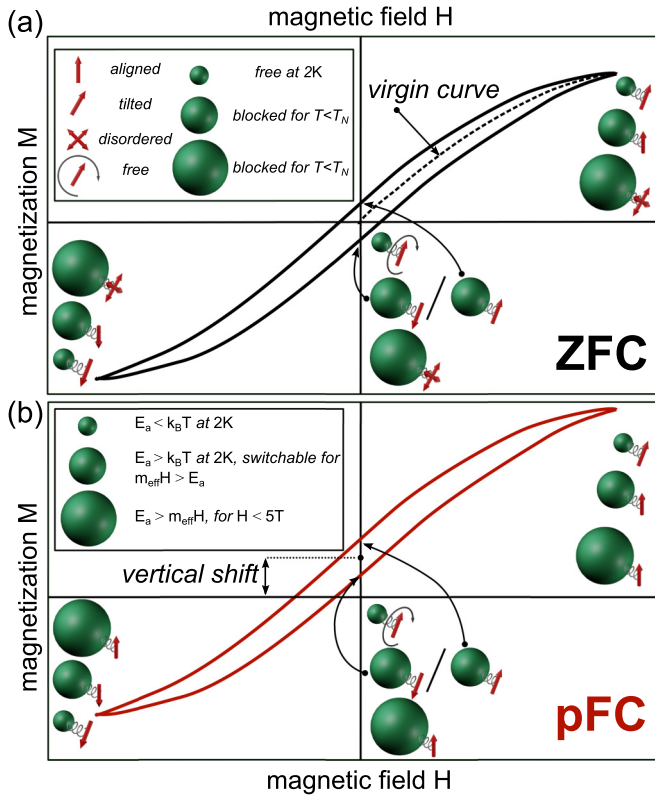 magnetic field H
(a)
aligned
free at 2K
tilted
blocked for T<T_N
disordered
free
blocked for T<T_N
virgin curve
magnetization M
ZFC
(b)
E_a < k_BT at 2K
E_a > k_BT at 2K, switchable for
m_effH > E_a
E_a > m_effH, for H < 5T
vertical shift
magnetization M
pFC
magnetic field H